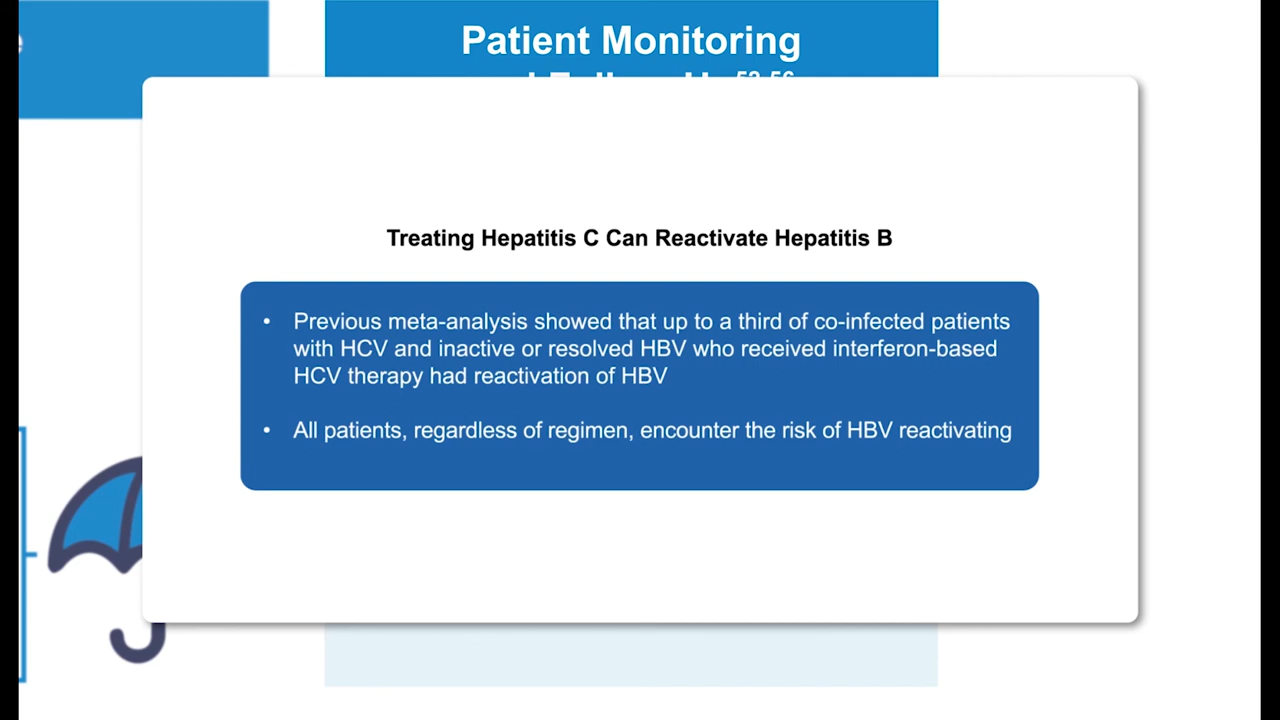 Patient Monitoring
52-56
Treating Hepatitis C Can Reactivate Hepatitis B
• Previous meta-analysis showed that up to a third of co-infected patients
with HCV and inactive or resolved HBV who received interferon-based
HCV therapy had reactivation of HBV
• All patients, regardless of regimen, encounter the risk of HBV reactivating